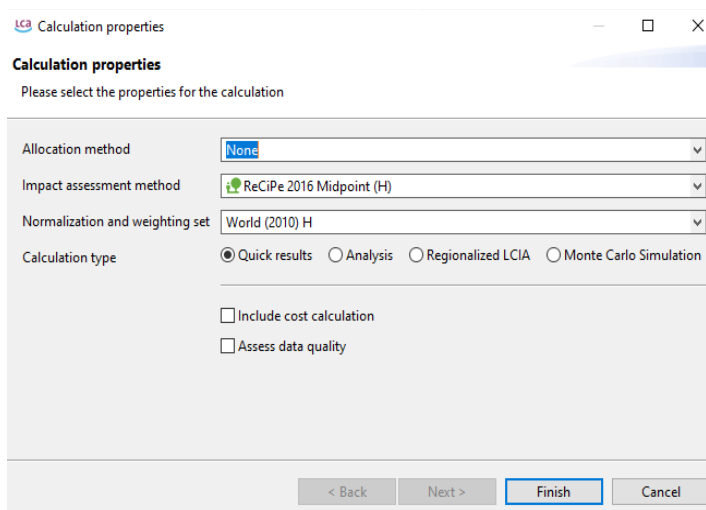 LCA Calculation properties
Calculation properties
Please select the properties for the calculation
Allocation method None
Impact assessment method ReCiPe 2016 Midpoint (H)
Normalization and weighting set World (2010) H
Calculation type Quick results Analysis Regionalized LCIA Monte Carlo Simulation
Include cost calculation
Assess data quality
< Back Next > Finish Cancel